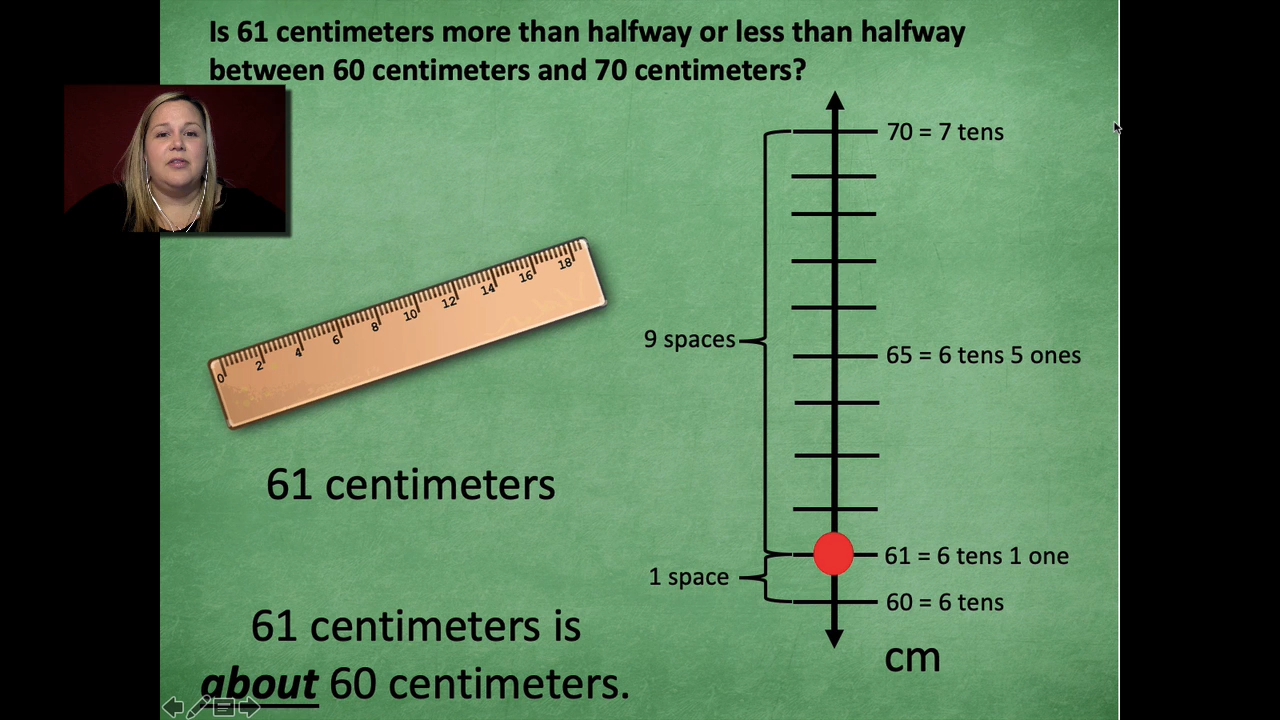 Is 61 centimeters more than halfway or less than halfway
between 60 centimeters and 70 centimeters?
70 = 7 tens
0 2 4 6 8 10 12 14 16 18
9 spaces
65 = 6 tens 5 ones
61 centimeters
61 = 6 tens 1 one
1 space
60 = 6 tens
61 centimeters is
about 60 centimeters.
cm